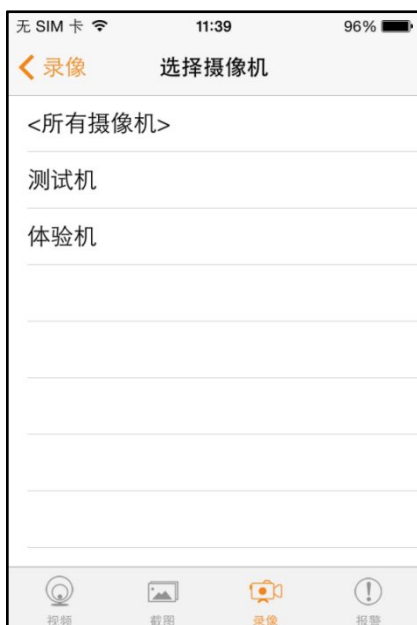 无 SIM 卡 11:39 96%
录像 选择摄像机
<所有摄像机>
测试机
体验机
视频 截图 录像 报警